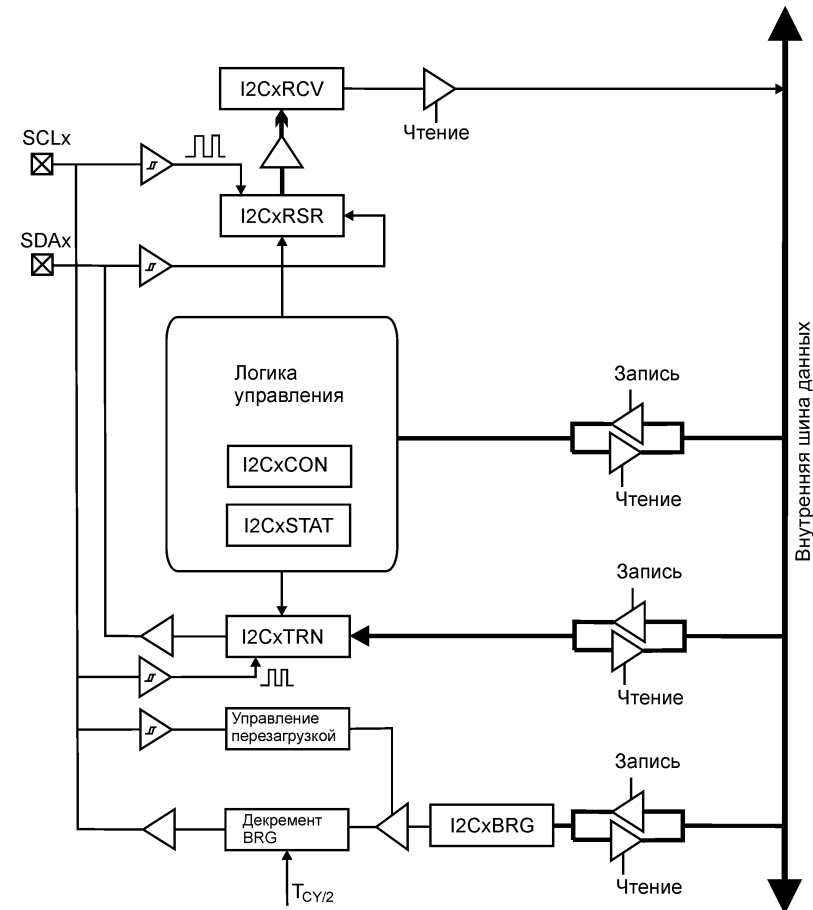 I2CxRCV
Чтение
SCLx
I2CxRSR
SDAx
Логика
управления
I2CxCON
I2CxSTAT
Запись
Чтение
Внутренняя шина данных
Запись
I2CxTRN
Чтение
Управление
перезагрузкой
Запись
Декремент
BRG
I2CxBRG
Чтение
TCY/2